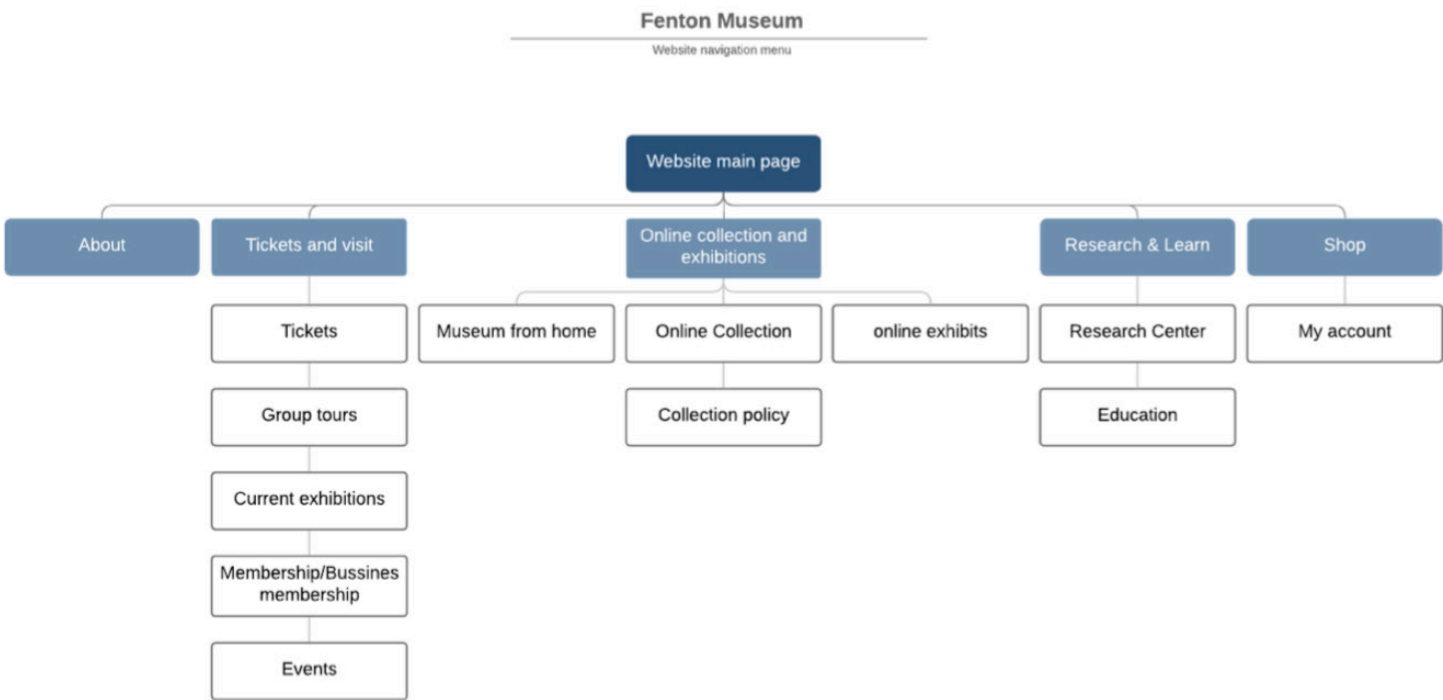 Fenton Museum
Website navigation menu
Website main page
About
Tickets and visit
Online collection and
exhibitions
Research & Learn
Shop
Tickets
Museum from home
Online Collection
online exhibits
Research Center
My account
Group tours
Collection policy
Education
Current exhibitions
Membership/Bussines
membership
Events